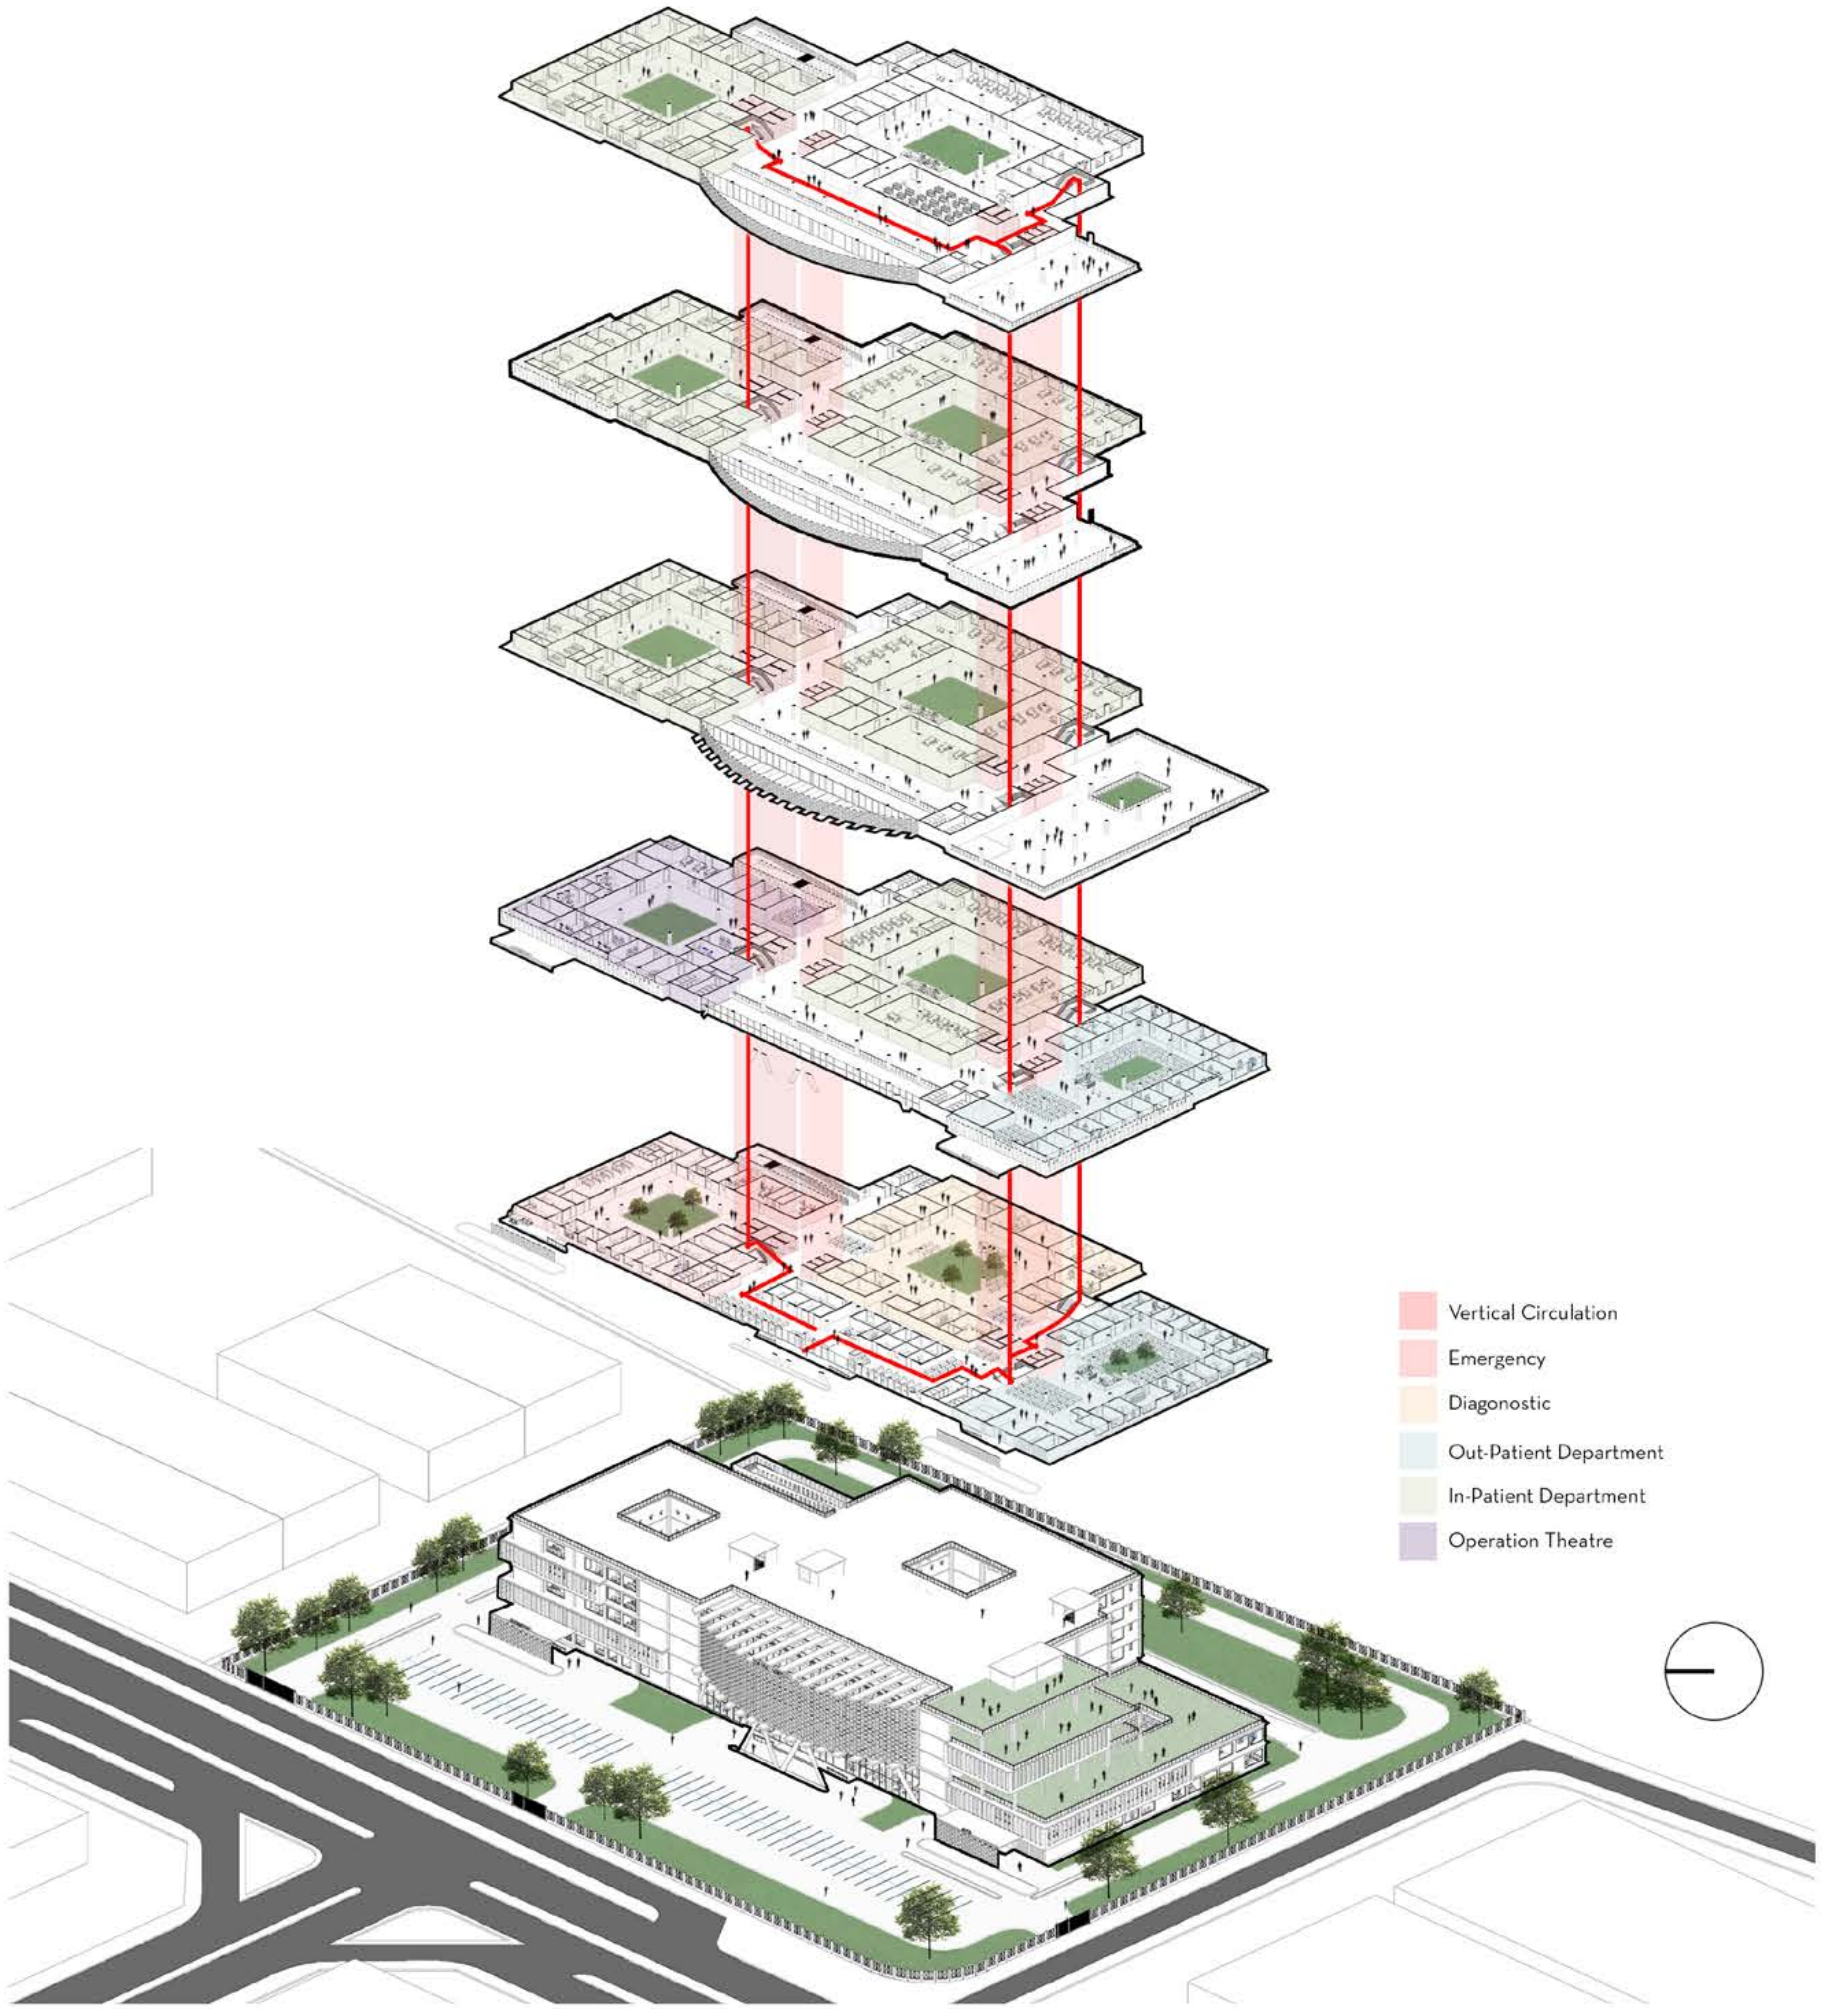 Vertical Circulation
Emergency
Diagonostic
Out-Patient Department
In-Patient Department
Operation Theatre